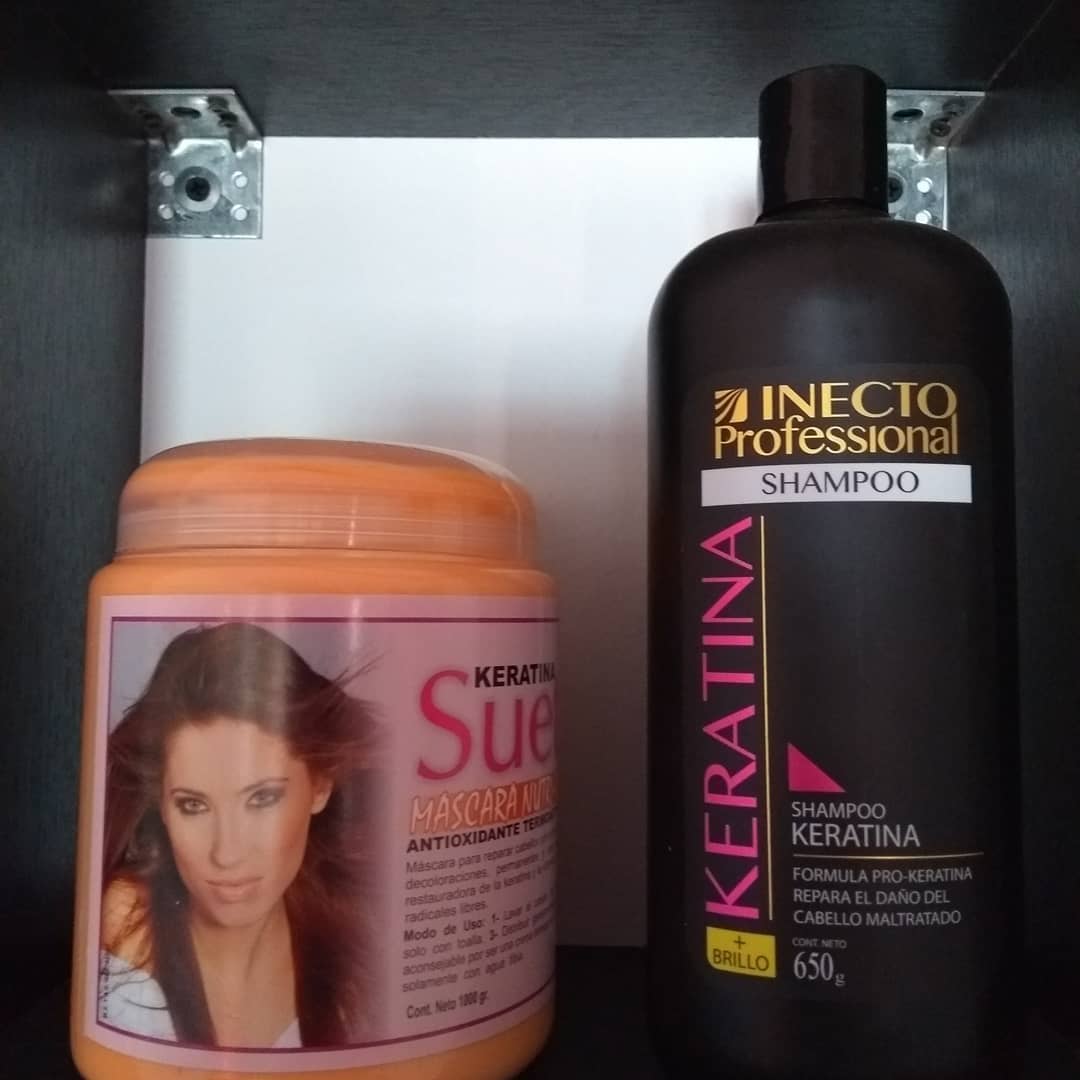 KERATINA
Sue
MASCARA NUTR
ANTIOXIDANTE
Máscara para reparar cabello
decoloraciones, permanentes
restauradora de la keratina y
radicales libres.
Modo de Uso: 1- Lavar el
solo con toalla. 2- Distribuir
aconsejable por ser una crema
solamente con agua tibia.
Cont. Neto 1000 gr.
INECTO
Professional
SHAMPOO
KERATINA
+
BRILLO
SHAMPOO
KERATINA
FORMULA PRO-KERATINA
REPARA EL DAÑO DEL
CABELLO MALTRATADO
CONT. NETO
650g